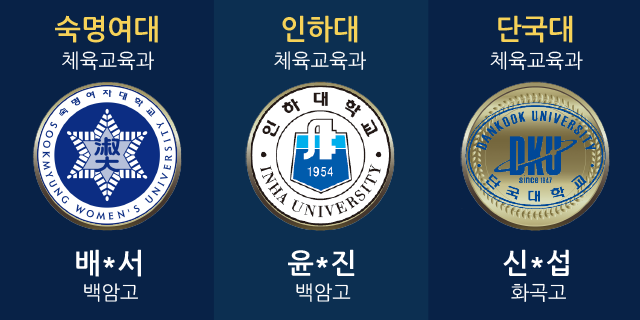 숙명여대
체육교육과
숙명여자대학교
SOOKMYUNG WOMEN'S UNIVERSITY
淑大
배*서
백암고
인하대
체육교육과
인하대학교
1954
INHA UNIVERSITY
윤*진
백암고
단국대
체육교육과
DANKOOK UNIVERSITY
DKU
SINCE 1947
단국대학교
신*섭
화곡고